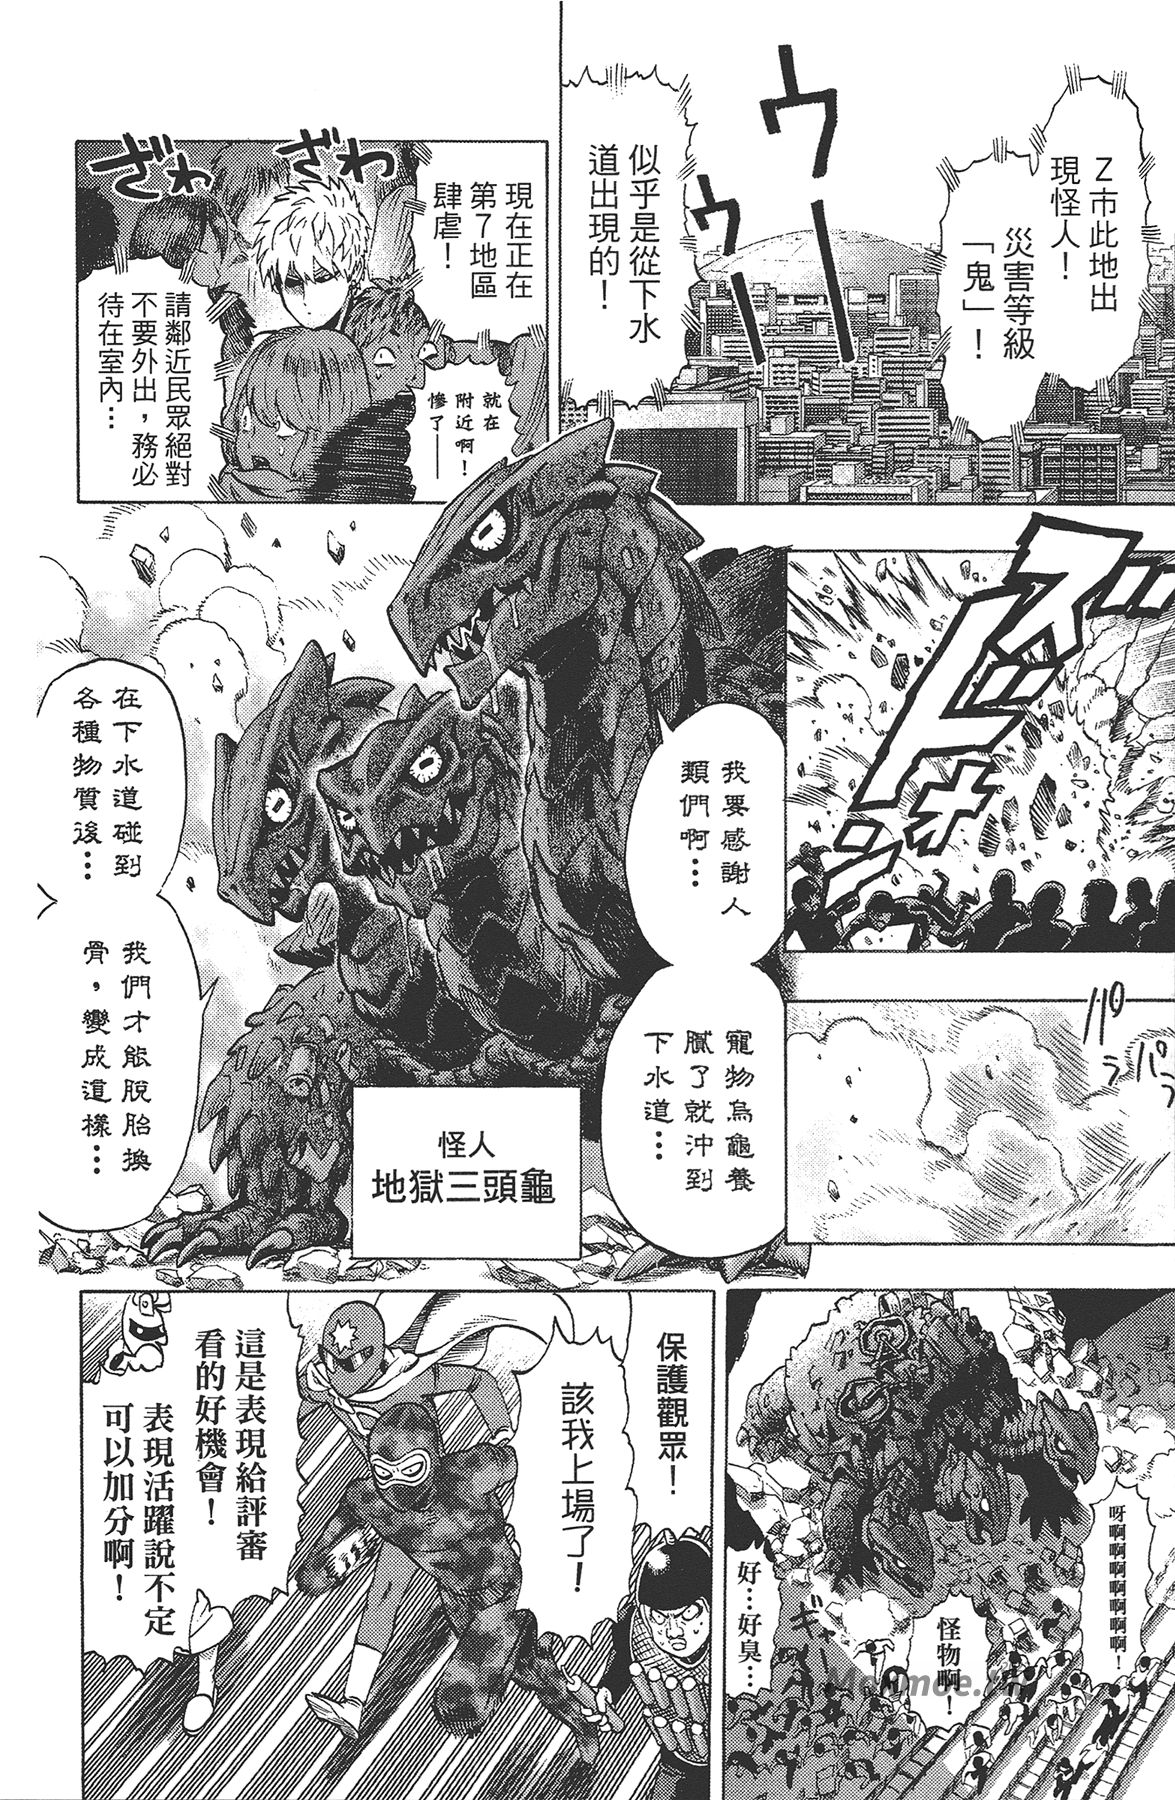 Z市此地出
現怪人！
災害等級
「鬼」！
ウ
ウ
似乎是從下水
道出現的！
現在正在
第7地區
肆虐！
ざわ
ざわ
就在
附近啊！
慘了──
請鄰近民眾絕對
不要外出，務必
待在室內…
ズドォン
パラ
パラ
我要感謝人
類們啊…
寵物烏龜養
膩了就沖到
下水道…
在下水道碰到
各種物質後…
我們才能脫胎換
骨，變成這樣…
怪人
地獄三頭龜
呀啊啊啊啊啊啊啊！
怪物啊！
ギャー
好…好臭…
保護觀眾！
該我上場了！
這是表現給評審
看的好機會！
表現活躍說不定
可以加分啊！